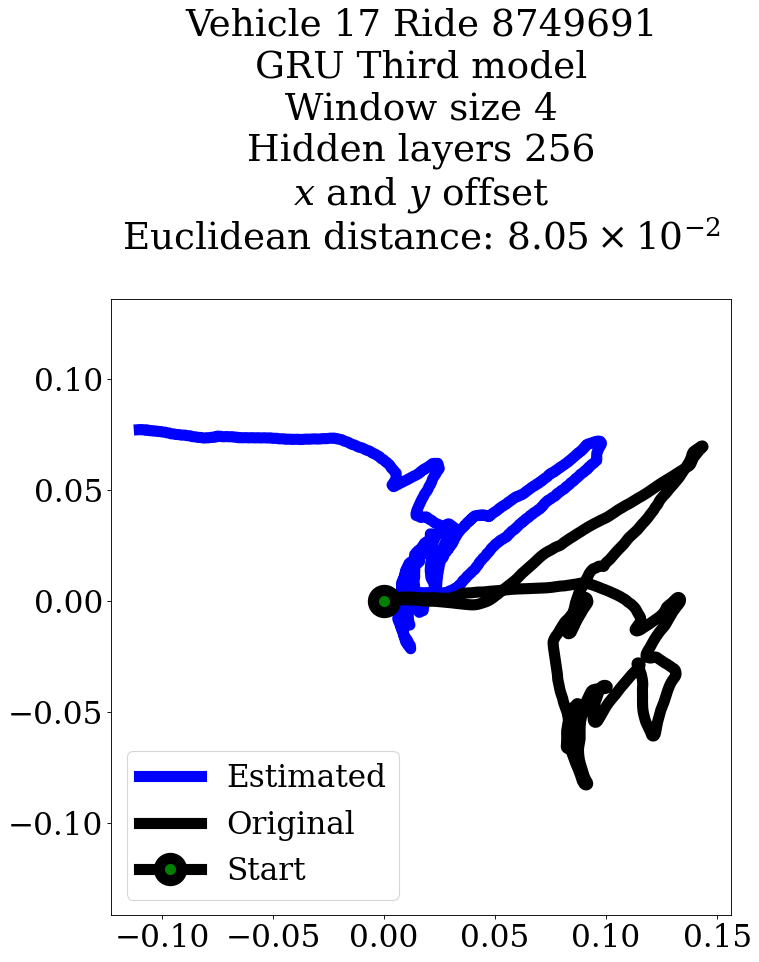 Vehicle 17 Ride 8749691
GRU Third model
Window size 4
Hidden layers 256
x and y offset
Euclidean distance: 8.05 × 10⁻²
0.10
0.05
0.00
−0.05
−0.10
Estimated
Original
Start
−0.10 −0.05 0.00 0.05 0.10 0.15